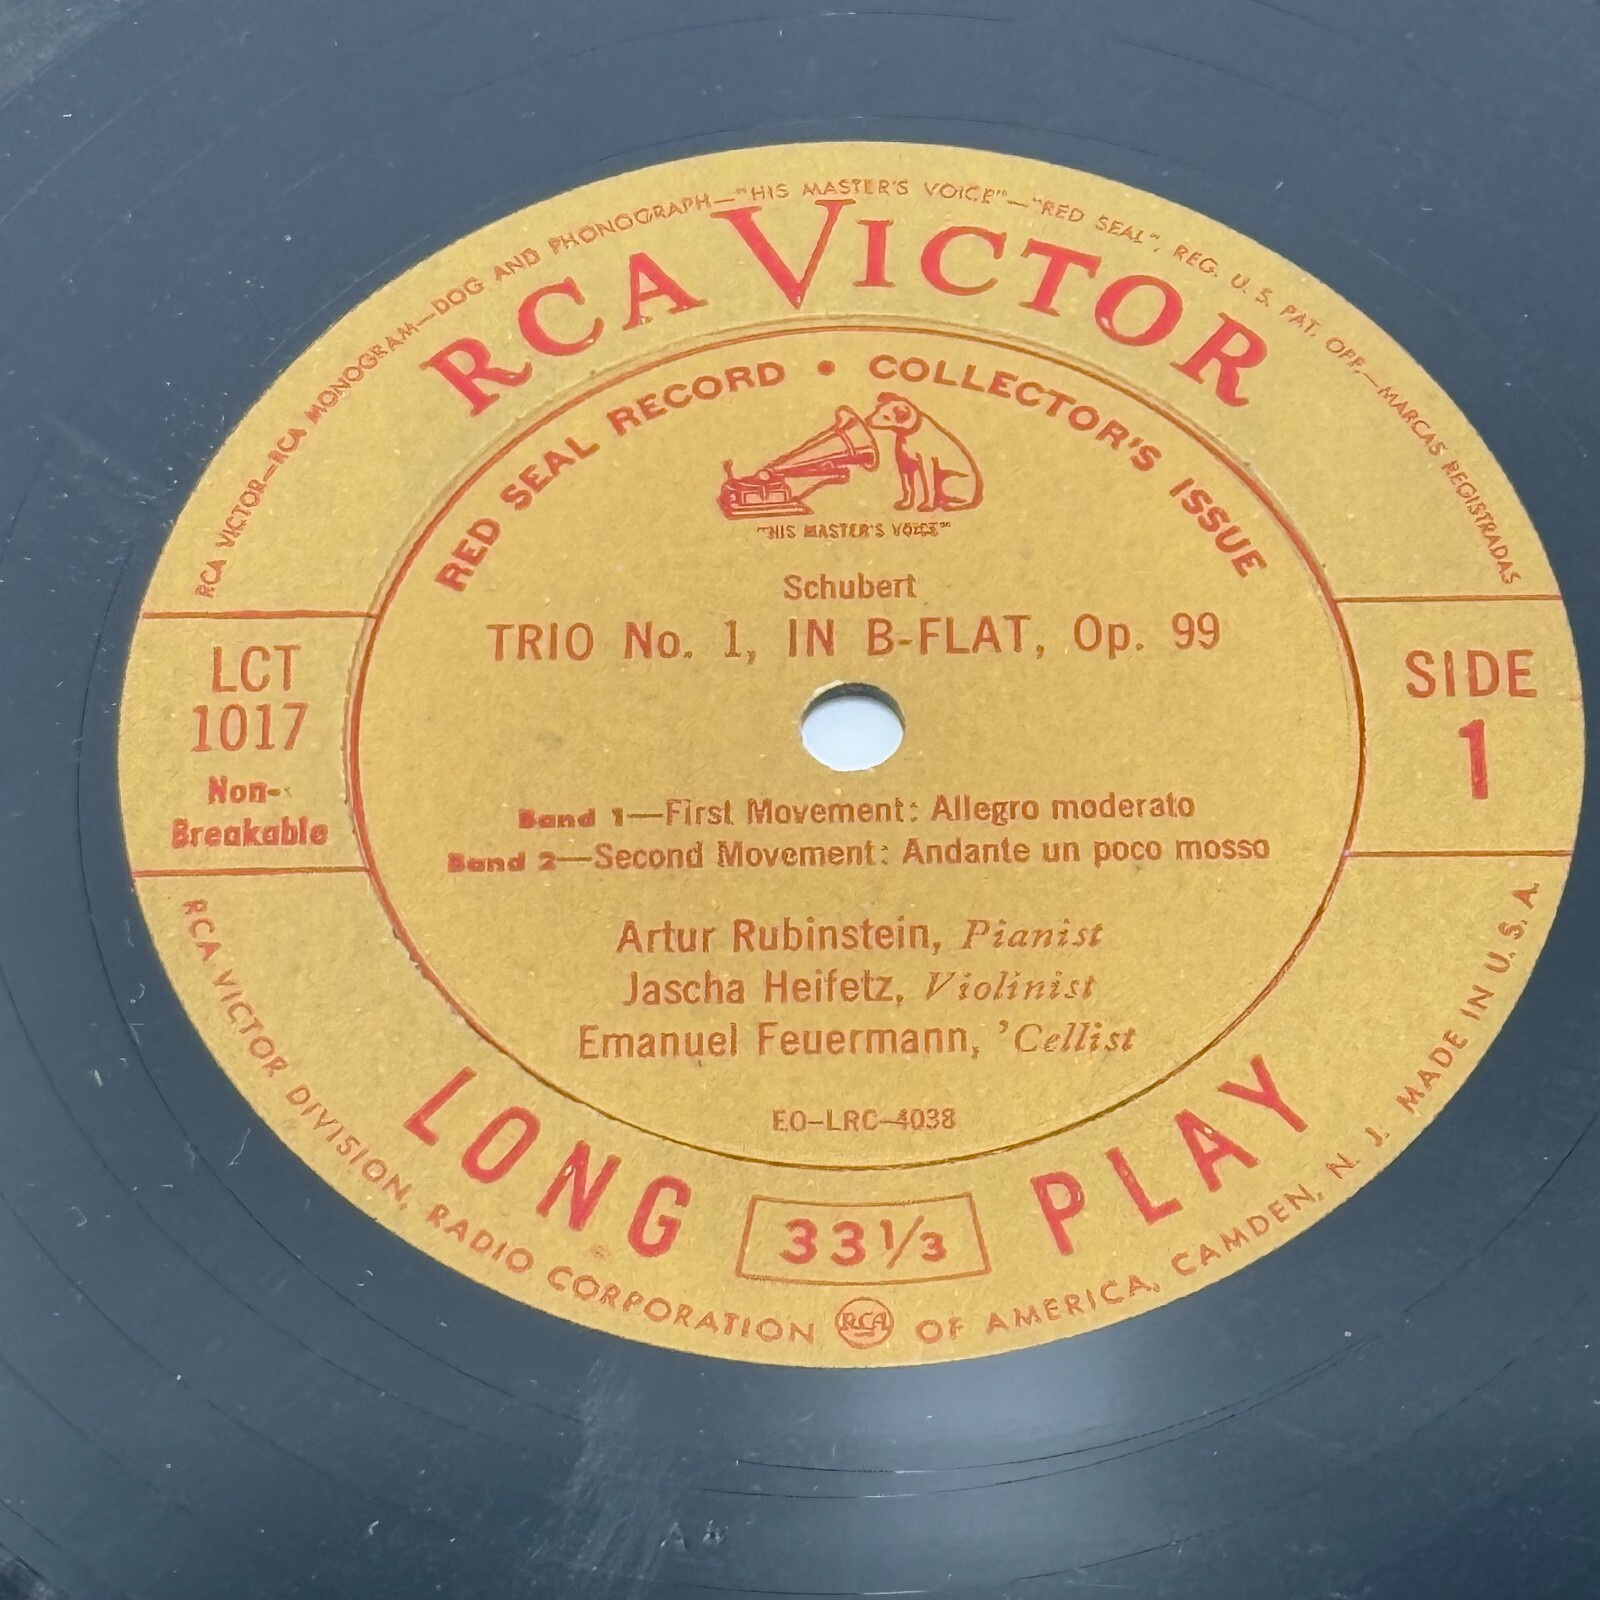 RCA VICTOR—RCA MONOGRAM—DOG AND PHONOGRAPH—"HIS MASTER'S VOICE"—"RED SEAL", REG. U. S. PAT. OFF.—MARCAS REGISTRADAS
RCA VICTOR
RED SEAL RECORD • COLLECTOR'S ISSUE
"HIS MASTER'S VOICE"
Schubert
TRIO No. 1, IN B-FLAT, Op. 99
LCT
1017
Non-
Breakable
SIDE
1
Band 1—First Movement: Allegro moderato
Band 2—Second Movement: Andante un poco mosso
Artur Rubinstein, Pianist
Jascha Heifetz, Violinist
Emanuel Feuermann, 'Cellist
EO-LRC-4038
LONG 33 1/3 PLAY
RCA VICTOR DIVISION, RADIO CORPORATION RCA OF AMERICA, CAMDEN, N. J. MADE IN U. S. A.